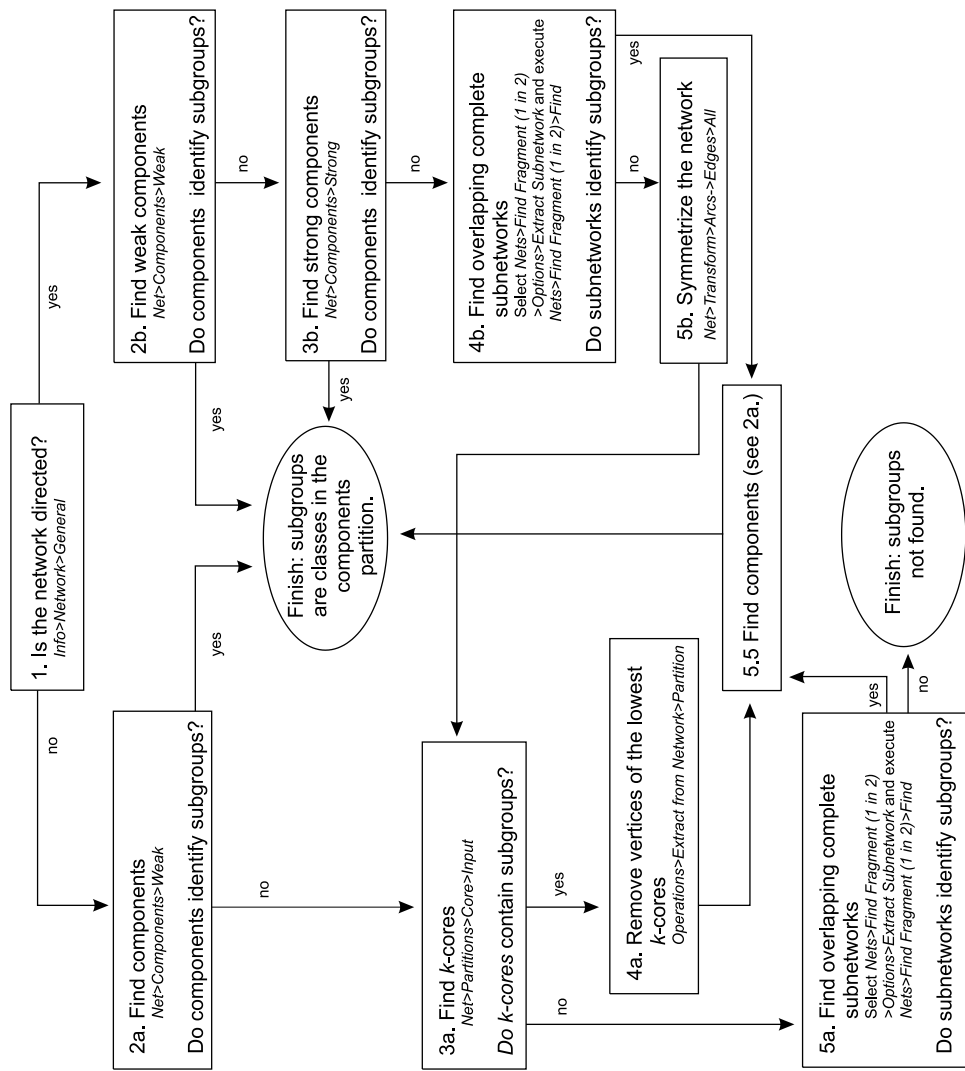 1. Is the network directed?
Info>Network>General
no
yes
2a. Find components
Net>Components>Weak
Do components identify subgroups?
yes
no
2b. Find weak components
Net>Components>Weak
Do components  identify subgroups?
yes
no
Finish: subgroups
are classes in the
components
partition.
3b. Find strong components
Net>Components>Strong
Do components  identify subgroups?
yes
no
3a. Find k-cores
Net>Partitions>Core>Input
Do k-cores contain subgroups?
no
yes
4b. Find overlapping complete
subnetworks
Select Nets>Find Fragment (1 in 2)
>Options>Extract Subnetwork and execute
Nets>Find Fragment (1 in 2)>Find
Do subnetworks identify subgroups?
no
yes
4a. Remove vertices of the lowest
k-cores
Operations>Extract from Network>Partition
5b. Symmetrize the network
Net>Transform>Arcs->Edges>All
5.5 Find components (see 2a.)
5a. Find overlapping complete
subnetworks
Select Nets>Find Fragment (1 in 2)
>Options>Extract Subnetwork and execute
Nets>Find Fragment (1 in 2)>Find
Do subnetworks identify subgroups?
yes
no
Finish: subgroups
not found.